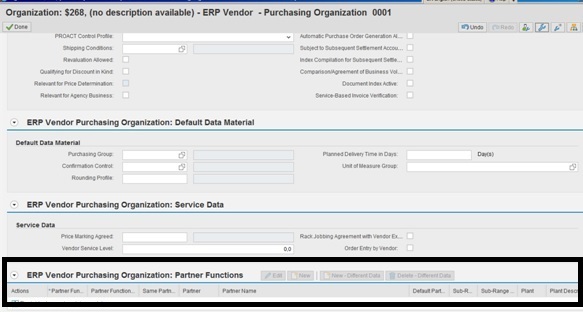 Organization: $268, (no description available) - ERP Vendor - Purchasing Organization 0001
Done
Undo Redo
PROACT Control Profile: Automatic Purchase Order Generation Al...
Shipping Conditions: Subject to Subsequent Settlement Accou...
Revaluation Allowed: Index Compilation for Subsequent Settle...
Qualifying for Discount in Kind: Comparison/Agreement of Business Vol...
Relevant for Price Determination: Document Index Active:
Relevant for Agency Business: Service-Based Invoice Verification:
ERP Vendor Purchasing Organization: Default Data Material
Default Data Material
Purchasing Group: Planned Delivery Time in Days: Day(s)
Confirmation Control: Unit of Measure Group:
Rounding Profile:
ERP Vendor Purchasing Organization: Service Data
Service Data
Price Marking Agreed: Rack Jobbing Agreement with Vendor Ex...
Vendor Service Level: 0.0 Order Entry by Vendor:
ERP Vendor Purchasing Organization: Partner Functions Edit New New - Different Data Delete - Different Data
Actions *Partner Fun... Partner Function... Same Partn... Partner Partner Name Default Part... Sub-R... Sub-Range ... Plant Plant Descr